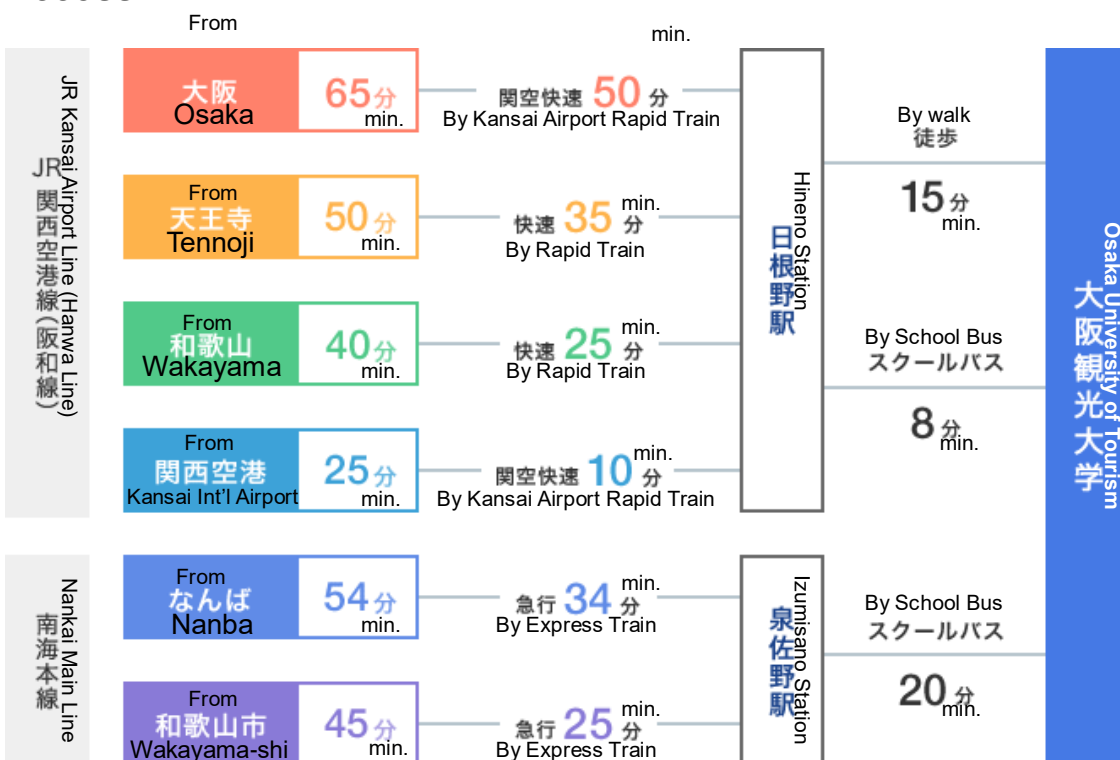 From
min.
JR Kansai Airport Line (Hanwa Line)
JR関西空港線(阪和線)
大阪
Osaka
65分
min.
関空快速 50 分
By Kansai Airport Rapid Train
From
天王寺
Tennoji
50分
min.
min.
快速 35 分
By Rapid Train
From
和歌山
Wakayama
40分
min.
min.
快速 25 分
By Rapid Train
From
関西空港
Kansai Int'l Airport
25分
min.
min.
関空快速 10 分
By Kansai Airport Rapid Train
Hineno Station
日根野駅
By walk
徒歩
15分
min.
By School Bus
スクールバス
8分
min.
Osaka University of Tourism
大阪観光大学
Nankai Main Line
南海本線
From
なんば
Nanba
54分
min.
min.
急行 34 分
By Express Train
From
和歌山市
Wakayama-shi
45分
min.
min.
急行 25 分
By Express Train
Izumisano Station
泉佐野駅
By School Bus
スクールバス
20分
min.